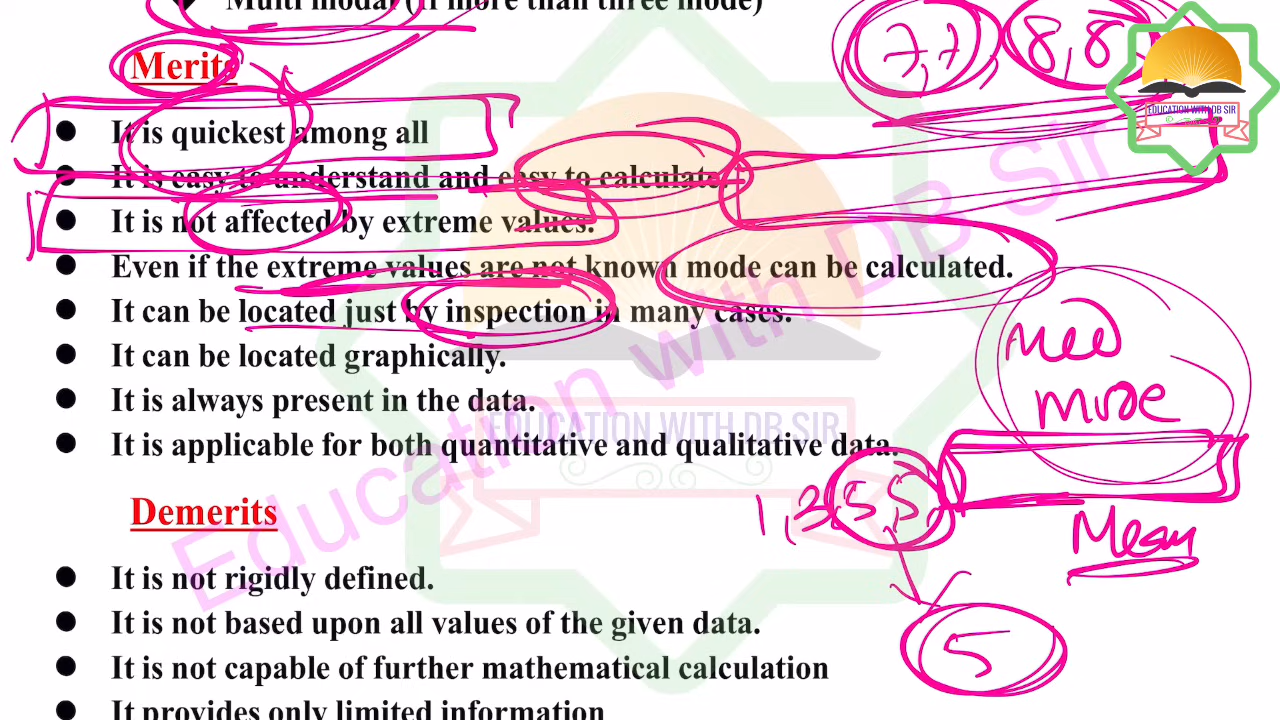 Multi modal (If more than three mode)
7,7 8,8
Merits
EDUCATION WITH DB SIR
It is quickest among all
It is easy to understand and easy to calculate.
It is not affected by extreme values.
Even if the extreme values are not known mode can be calculated.
It can be located just by inspection in many cases.
It can be located graphically.
mode
It is always present in the data.
EDUCATION WITH DB SIR
It is applicable for both quantitative and qualitative data.
1,3,5,5,
Mean
Education with DB Sir
Demerits
It is not rigidly defined.
It is not based upon all values of the given data.
5
It is not capable of further mathematical calculation
It provides only limited information